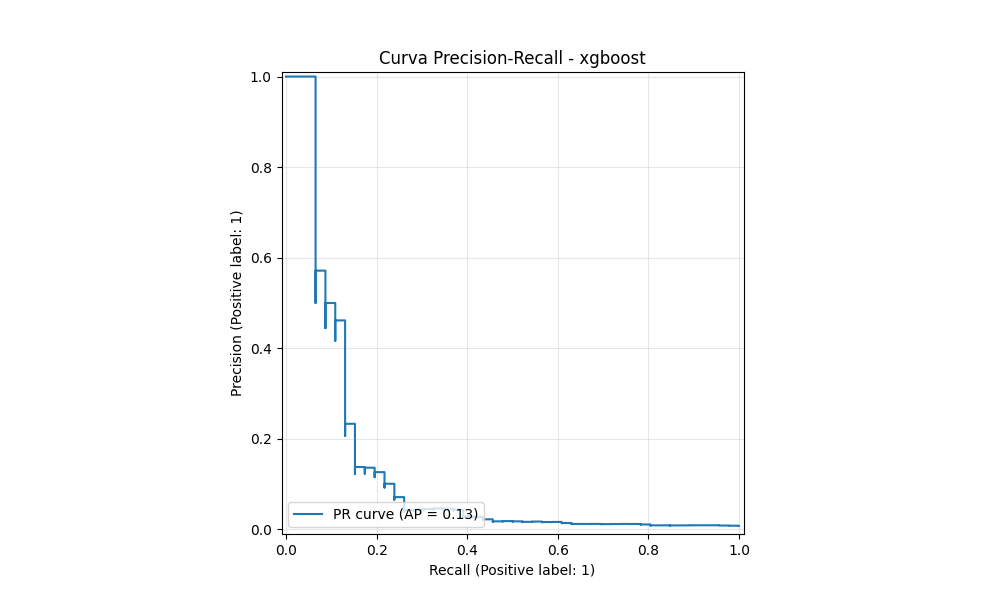 Curva Precision-Recall - xgboost
1.0
0.8
0.6
0.4
0.2
0.0
Precision (Positive label: 1)
PR curve (AP = 0.13)
0.0 0.2 0.4 0.6 0.8 1.0
Recall (Positive label: 1)